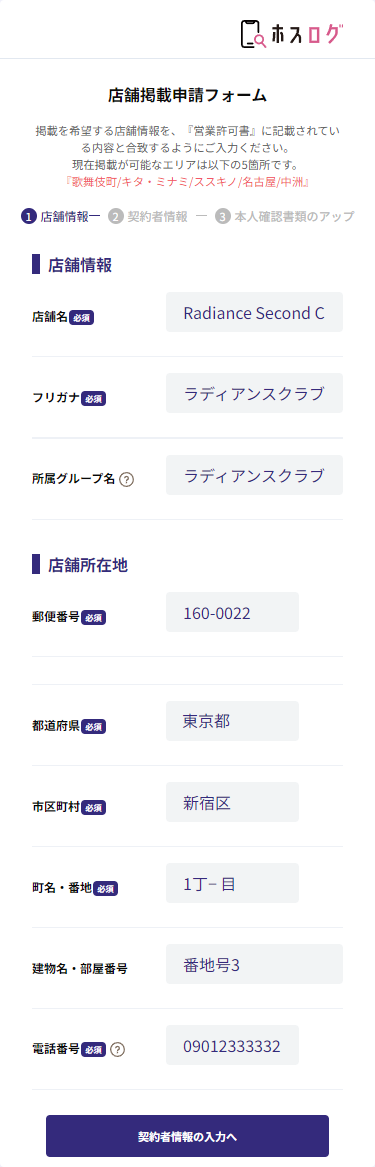 ホスログ
店舗掲載申請フォーム
掲載を希望する店舗情報を、『営業許可書』に記載されてい
る内容と合致するようにご入力ください。
現在掲載が可能なエリアは以下の5箇所です。
『歌舞伎町/キタ・ミナミ/ススキノ/名古屋/中洲』
1 店舗情報 — 2 契約者情報 — 3 本人確認書類のアップ
店舗情報
店舗名 必須 Radiance Second C
フリガナ 必須 ラディアンスクラブ
所属グループ名 ? ラディアンスクラブ
店舗所在地
郵便番号 必須 160-0022
都道府県 必須 東京都
市区町村 必須 新宿区
町名・番地 必須 1丁− 目
建物名・部屋番号 番地号3
電話番号 必須 ? 09012333332
契約者情報の入力へ